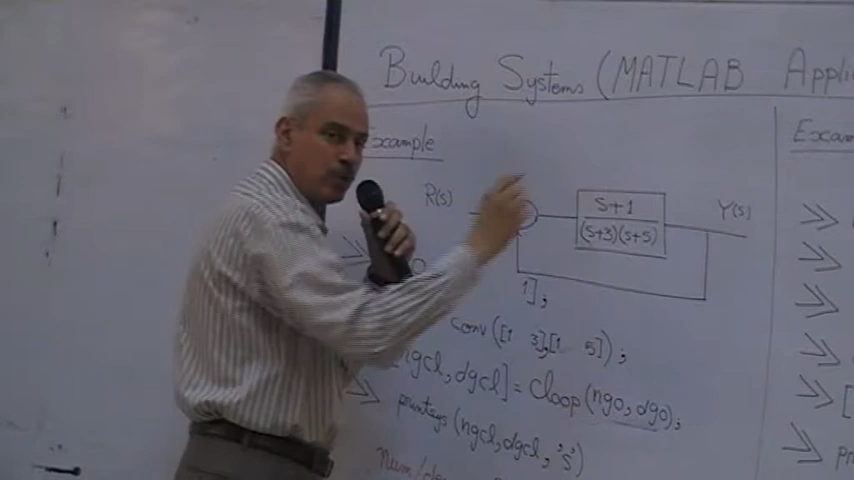 Building Systems (MATLAB
Example
R(s)
s+1
(s+3)(s+5)
Y(s)
1];
conv([1 3],[1 5]);
[ngcl,dgcl]=cloop(ngo,dgo);
>> printsys(ngcl,dgcl,'s')
>>
>>
>>
>>
>> [
>>